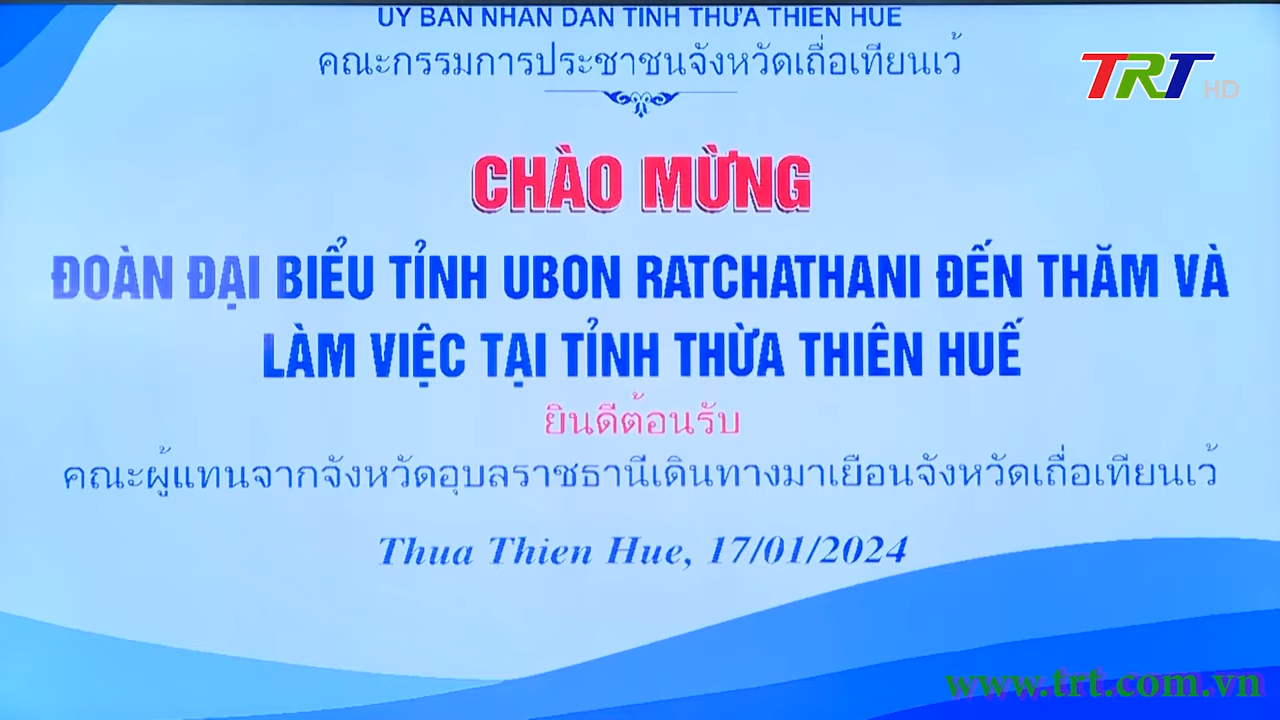 ỦY BAN NHÂN DÂN TỈNH THỪA THIÊN HUẾ
คณะกรรมการประชาชนจังหวัดเถื่อเทียนเว้
TRT HD
CHÀO MỪNG
ĐOÀN ĐẠI BIỂU TỈNH UBON RATCHATHANI ĐẾN THĂM VÀ
LÀM VIỆC TẠI TỈNH THỪA THIÊN HUẾ
ยินดีต้อนรับ
คณะผู้แทนจากจังหวัดอุบลราชธานีเดินทางมาเยือนจังหวัดเถื่อเทียนเว้
Thua Thien Hue, 17/01/2024
www.trt.com.vn